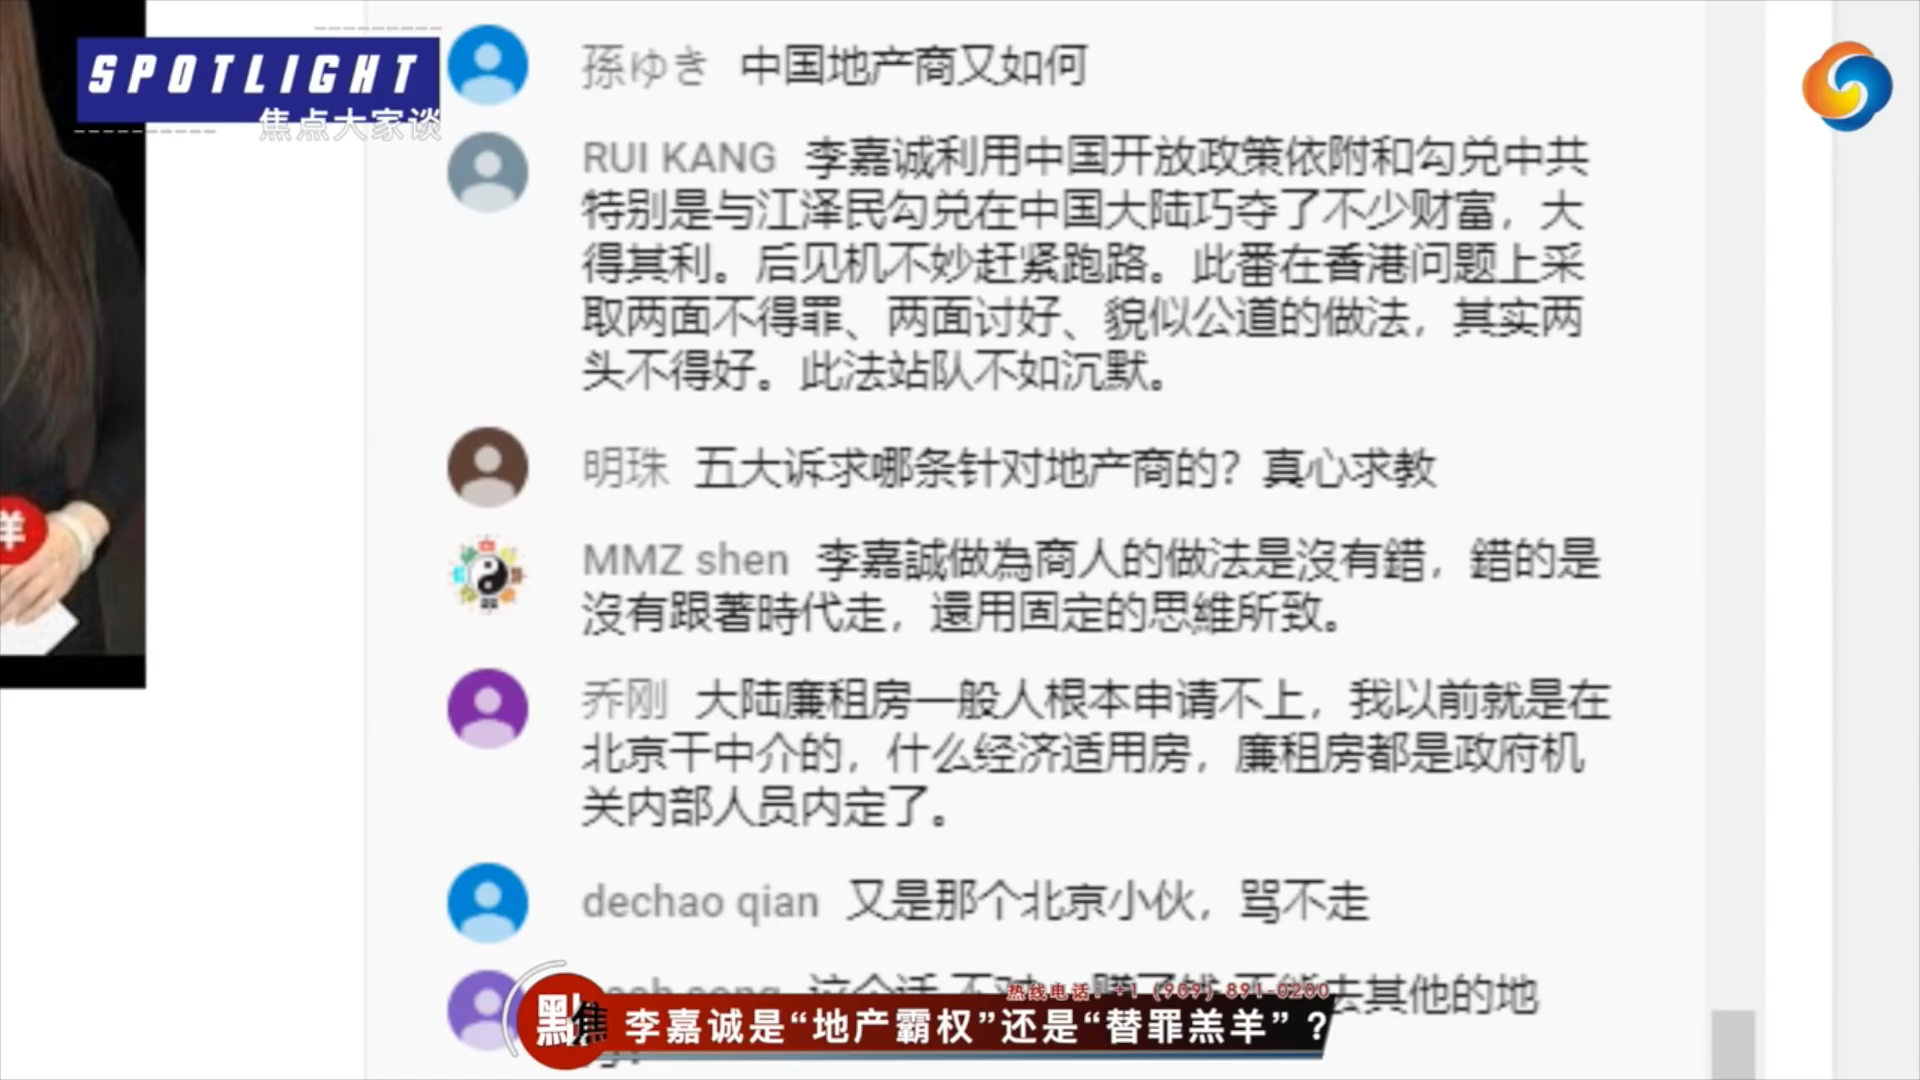 SPOTLIGHT
焦点大家谈
孫ゆき 中国地产商又如何
RUI KANG 李嘉诚利用中国开放政策依附和勾兑中共
特别是与江泽民勾兑在中国大陆巧夺了不少财富，大
得其利。后见机不妙赶紧跑路。此番在香港问题上采
取两面不得罪、两面讨好、貌似公道的做法，其实两
头不得好。此法站队不如沉默。
明珠 五大诉求哪条针对地产商的？真心求教
MMZ shen 李嘉誠做為商人的做法是沒有錯，錯的是
沒有跟著時代走，還用固定的思維所致。
乔刚 大陆廉租房一般人根本申请不上，我以前就是在
北京干中介的，什么经济适用房，廉租房都是政府机
关内部人员内定了。
dechao qian 又是那个北京小伙，骂不走
去其他的地
热线电话：+1 (909) 891-0200
點焦
李嘉诚是“地产霸权”还是“替罪羔羊”？
羊